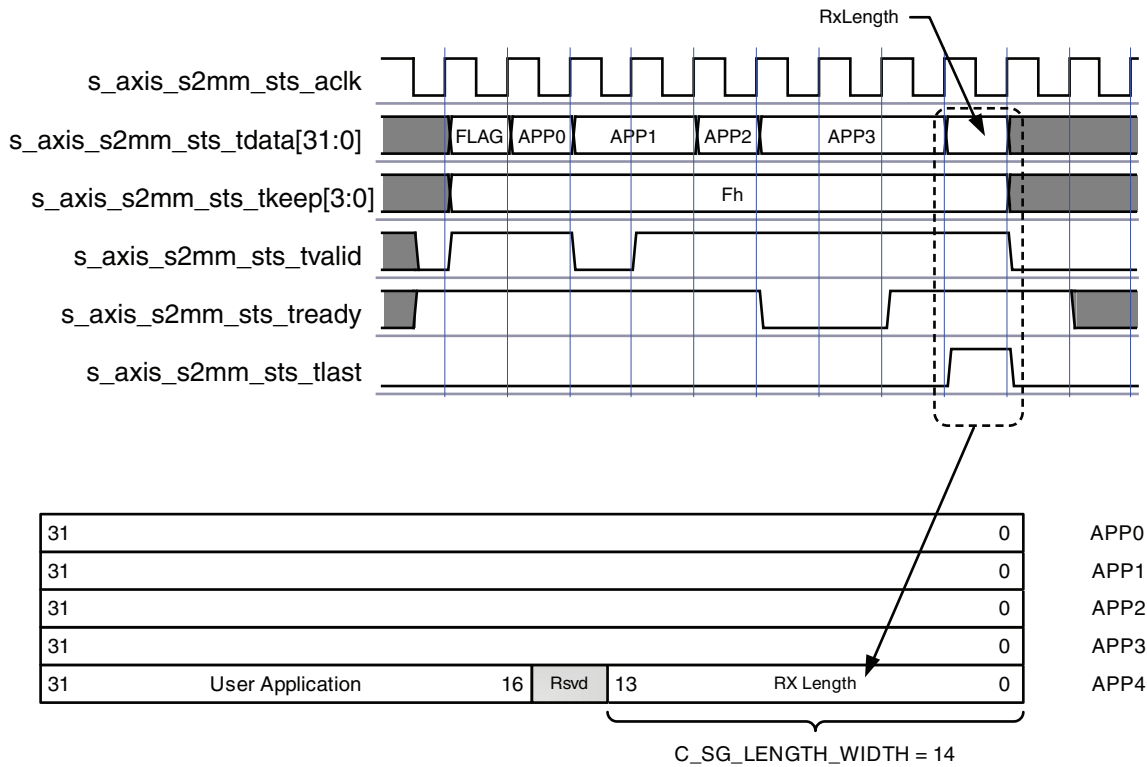 RxLength
s_axis_s2mm_sts_aclk
s_axis_s2mm_sts_tdata[31:0] FLAG APP0 APP1 APP2 APP3
s_axis_s2mm_sts_tkeep[3:0] Fh
s_axis_s2mm_sts_tvalid
s_axis_s2mm_sts_tready
s_axis_s2mm_sts_tlast
31 0 APP0
31 0 APP1
31 0 APP2
31 0 APP3
31 User Application 16 Rsvd 13 RX Length 0 APP4
C_SG_LENGTH_WIDTH = 14